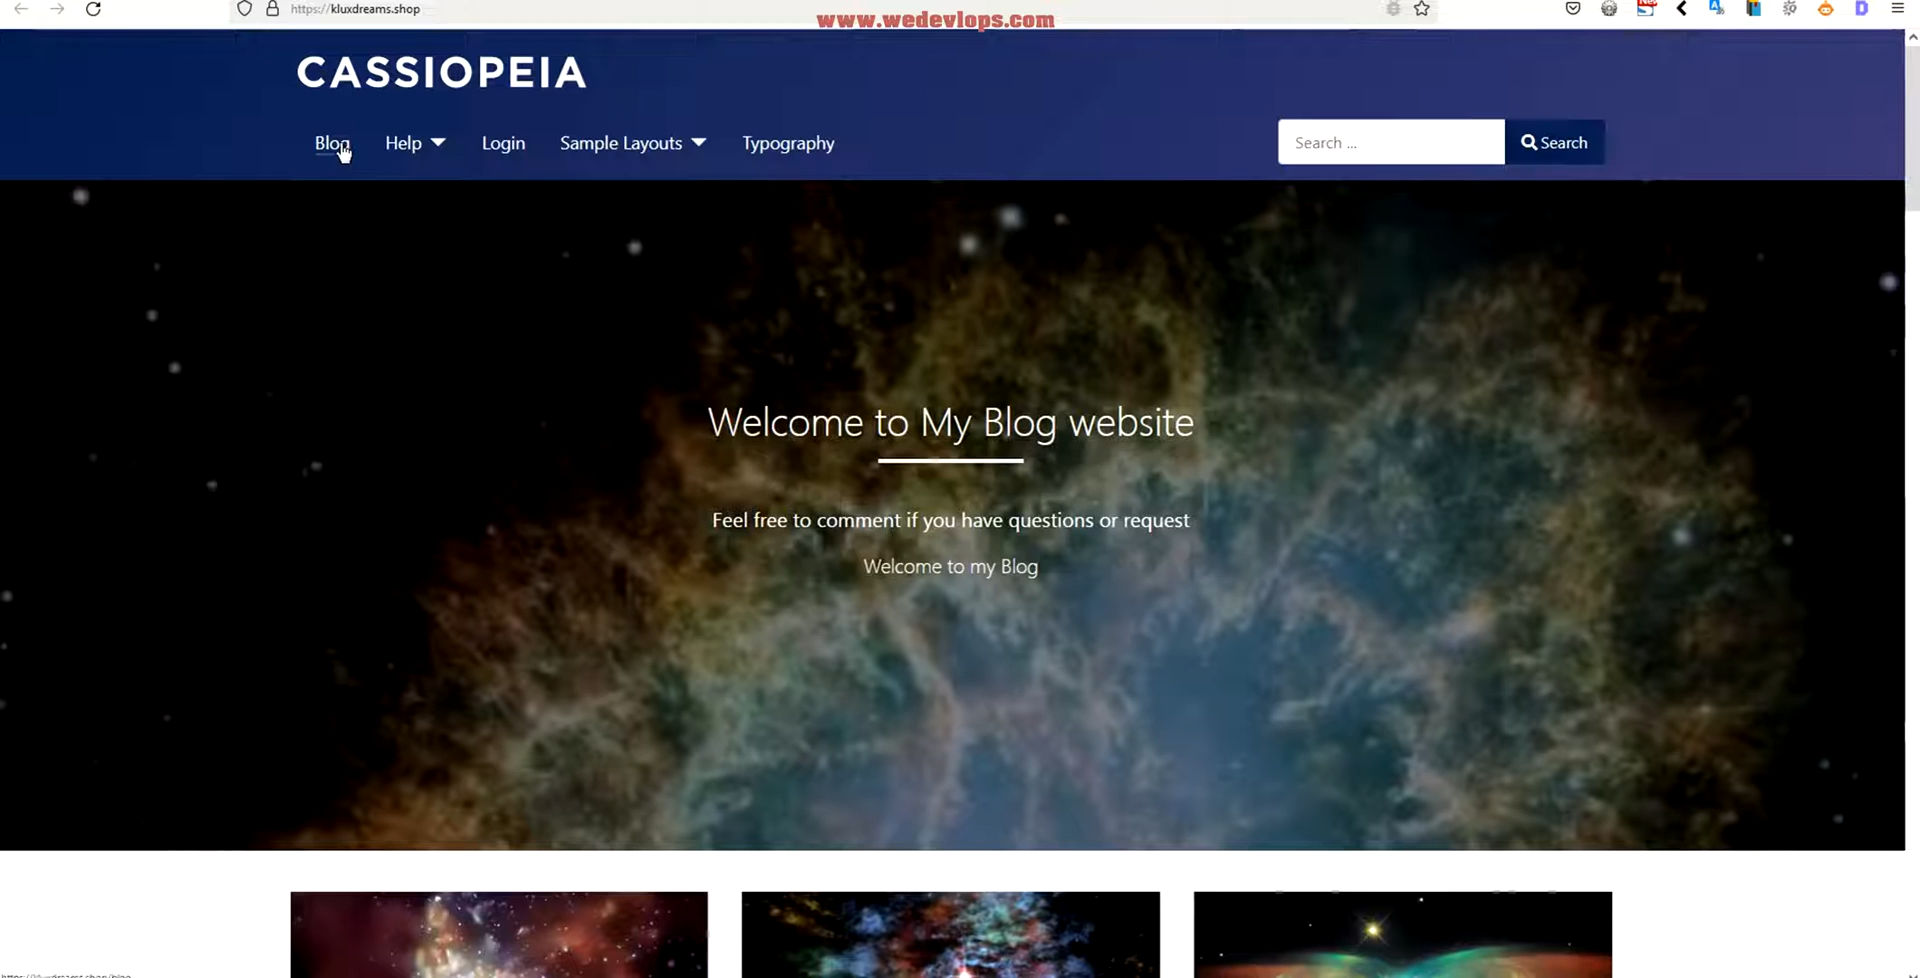 https://kluxdreams.shop
www.wedevlops.com
CASSIOPEIA
Blog Help Login Sample Layouts Typography
Search ... Search
Welcome to My Blog website
Feel free to comment if you have questions or request
Welcome to my Blog